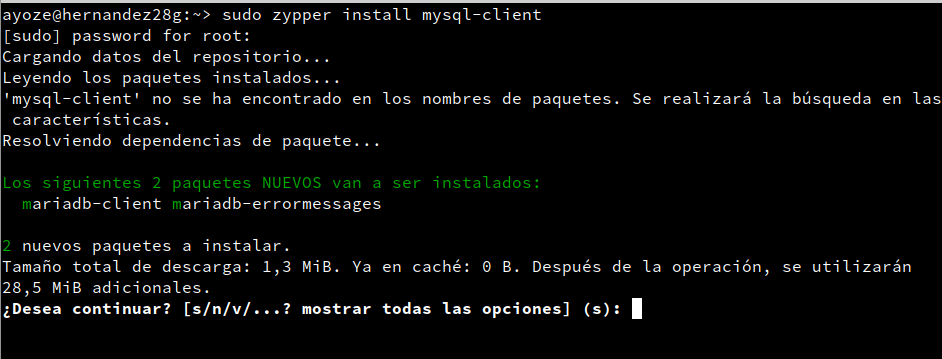 ayoze@hernandez28g:~> sudo zypper install mysql-client
[sudo] password for root:
Cargando datos del repositorio...
Leyendo los paquetes instalados...
'mysql-client' no se ha encontrado en los nombres de paquetes. Se realizará la búsqueda en las
 características.
Resolviendo dependencias de paquete...

Los siguientes 2 paquetes NUEVOS van a ser instalados:
  mariadb-client mariadb-errormessages

2 nuevos paquetes a instalar.
Tamaño total de descarga: 1,3 MiB. Ya en caché: 0 B. Después de la operación, se utilizarán
28,5 MiB adicionales.
¿Desea continuar? [s/n/v/...? mostrar todas las opciones] (s):